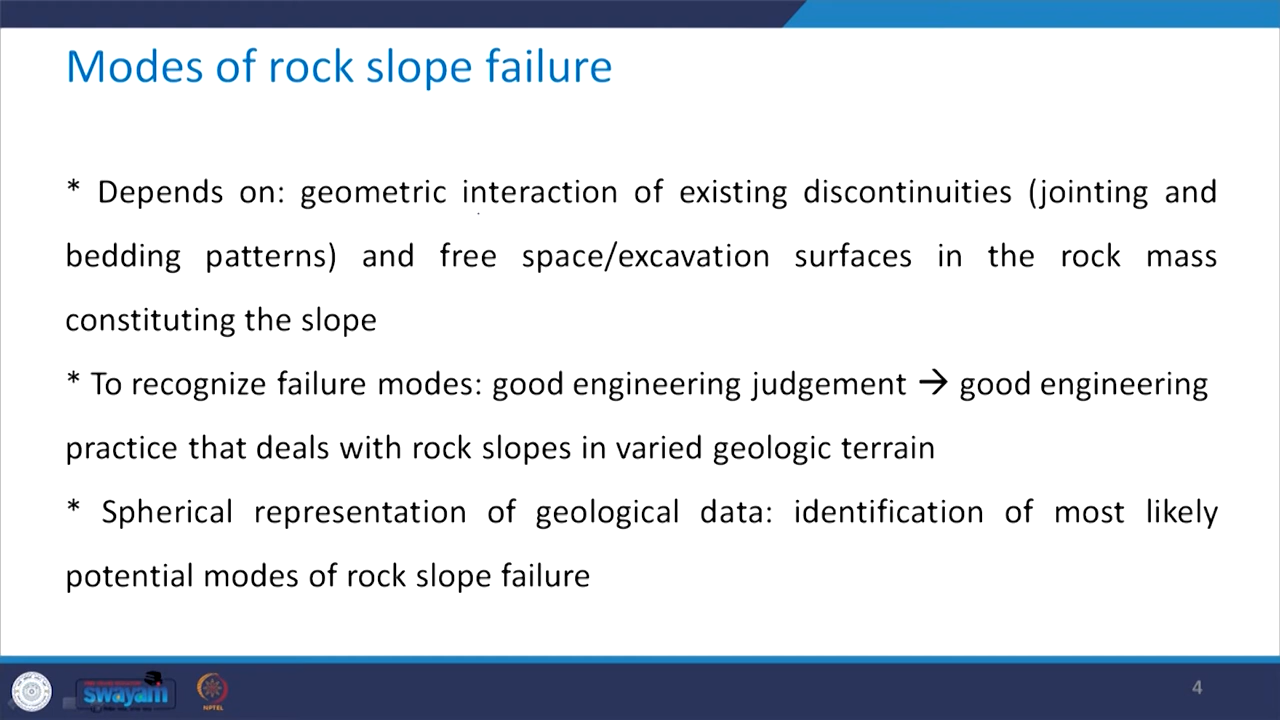 Modes of rock slope failure
* Depends on: geometric interaction of existing discontinuities (jointing and
bedding patterns) and free space/excavation surfaces in the rock mass
constituting the slope
* To recognize failure modes: good engineering judgement → good engineering
practice that deals with rock slopes in varied geologic terrain
* Spherical representation of geological data: identification of most likely
potential modes of rock slope failure
swayam
NPTEL
4